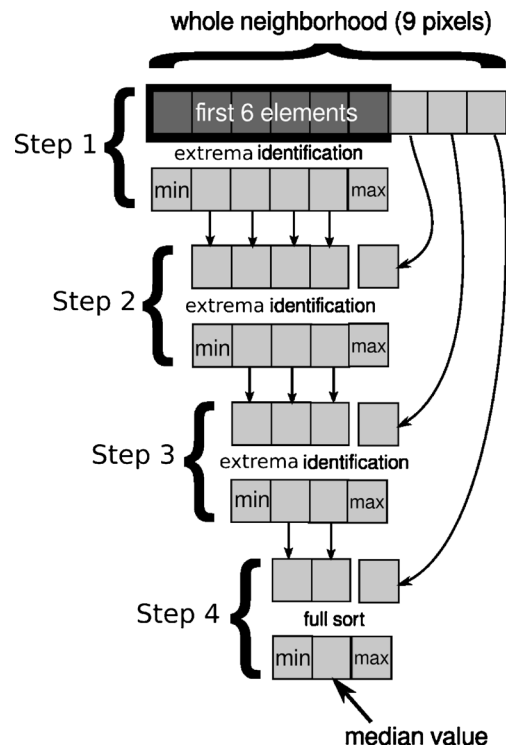 whole neighborhood (9 pixels)
first 6 elements
Step 1
extrema identification
min
max
Step 2
extrema identification
min
max
Step 3
extrema identification
min
max
Step 4
full sort
min
max
median value